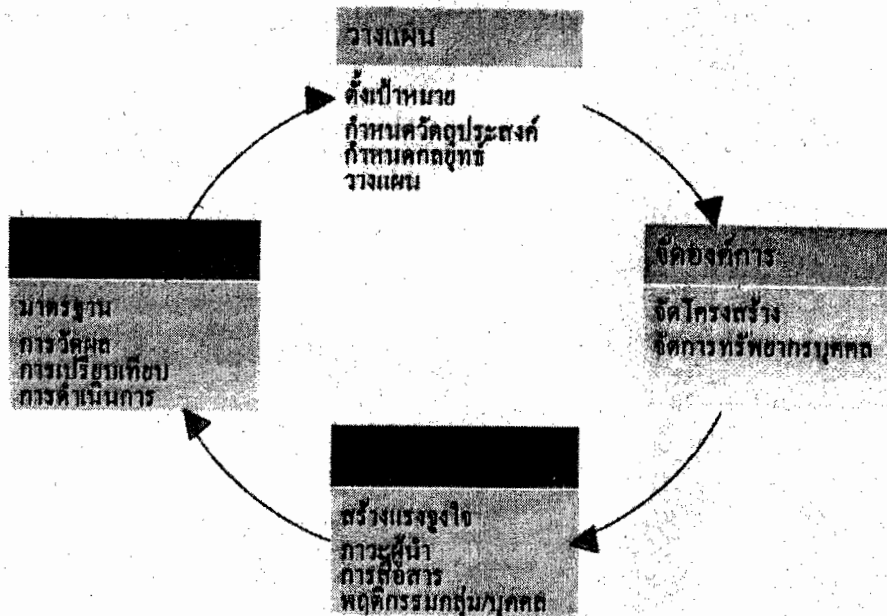 วางแผน
ตั้งเป้าหมาย
กำหนดวัตถุประสงค์
กำหนดกลยุทธ์
วางแผน
จัดองค์การ
จัดโครงสร้าง
จัดการทรัพยากรบุคคล
สร้างแรงจูงใจ
ภาวะผู้นำ
การสื่อสาร
พฤติกรรมกลุ่ม/บุคคล
มาตรฐาน
การวัดผล
การเปรียบเทียบ
การดำเนินการ